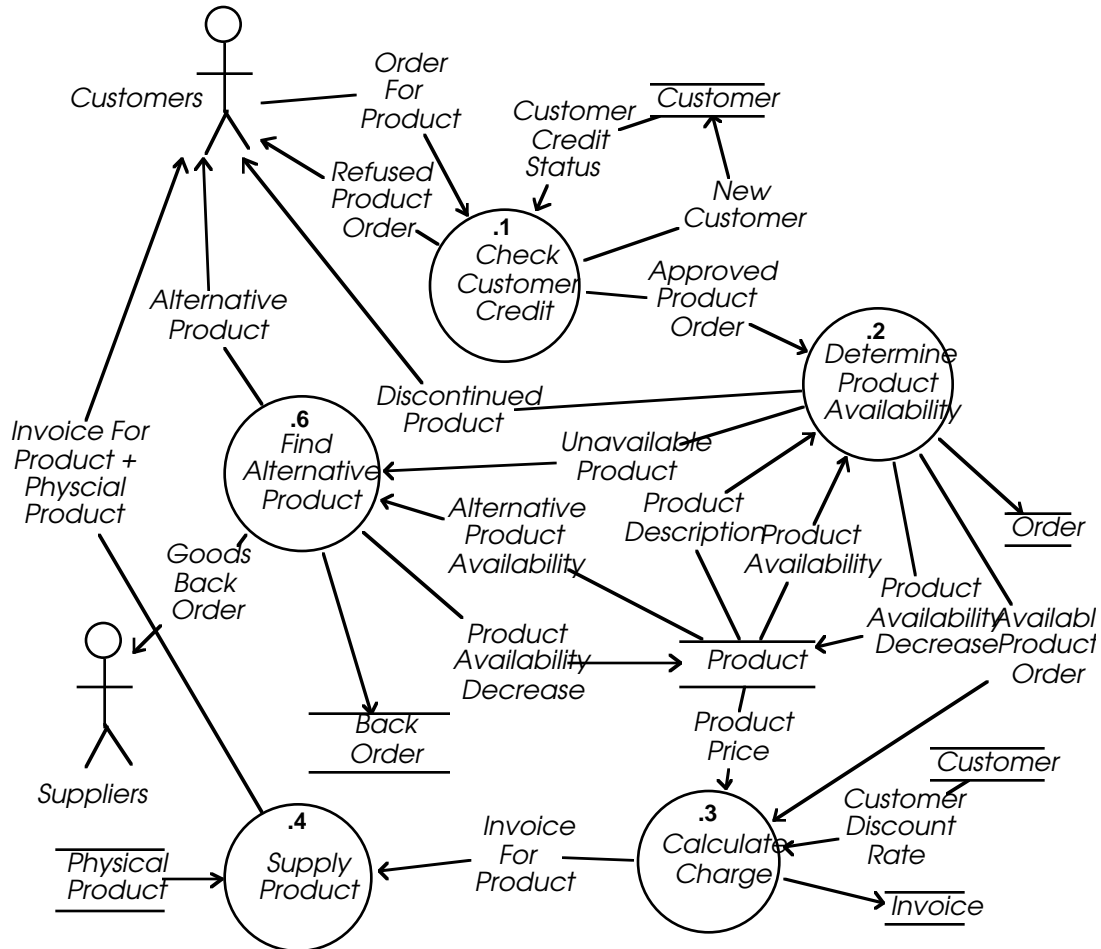 Customers
Order
For
Product
Refused
Product
Order
Customer
Credit
Status
Customer
New
Customer
.1
Check
Customer
Credit
Approved
Product
Order
.2
Determine
Product
Availability
Alternative
Product
Discontinued
Product
Unavailable
Product
.6
Find
Alternative
Product
Invoice For
Product +
Physcial
Product
Alternative
Product
Availability
Product
Description
Product
Availability
Order
Goods
Back
Order
Product
Availability
Decrease
Product
Product
Availability
Decrease
Availabl
Product
Order
Back
Order
Product
Price
Suppliers
Customer
Customer
Discount
Rate
.4
Supply
Product
Physical
Product
Invoice
For
Product
.3
Calculate
Charge
Invoice